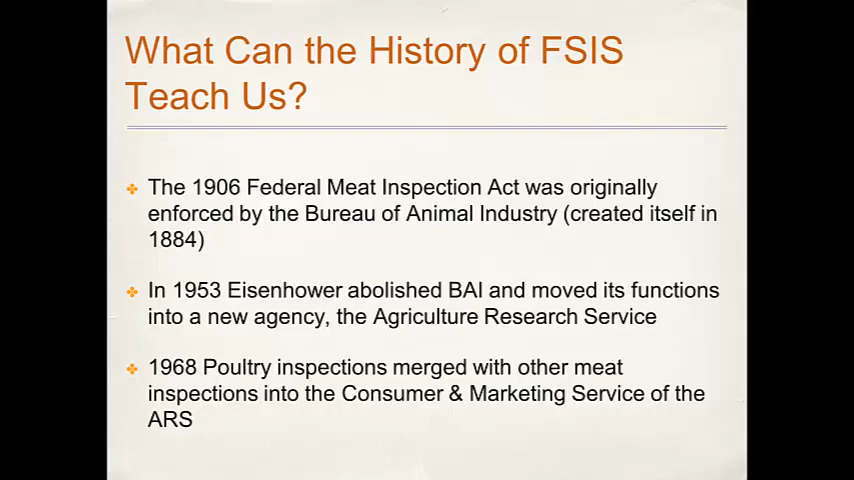 What Can the History of FSIS
Teach Us?
The 1906 Federal Meat Inspection Act was originally
enforced by the Bureau of Animal Industry (created itself in
1884)
In 1953 Eisenhower abolished BAI and moved its functions
into a new agency, the Agriculture Research Service
1968 Poultry inspections merged with other meat
inspections into the Consumer & Marketing Service of the
ARS